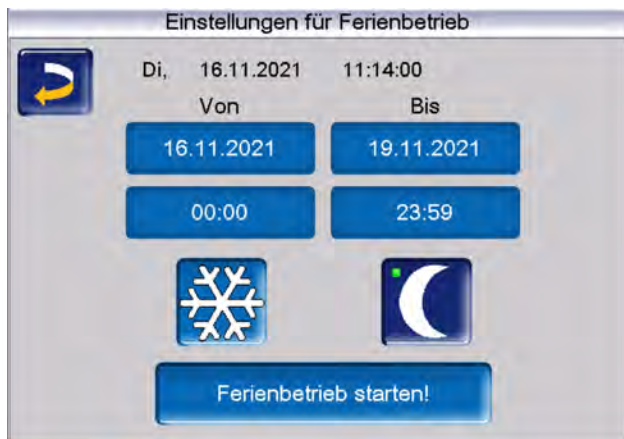 Einstellungen für Ferienbetrieb
Di, 16.11.2021 11:14:00
Von Bis
16.11.2021 19.11.2021
00:00 23:59
Ferienbetrieb starten!